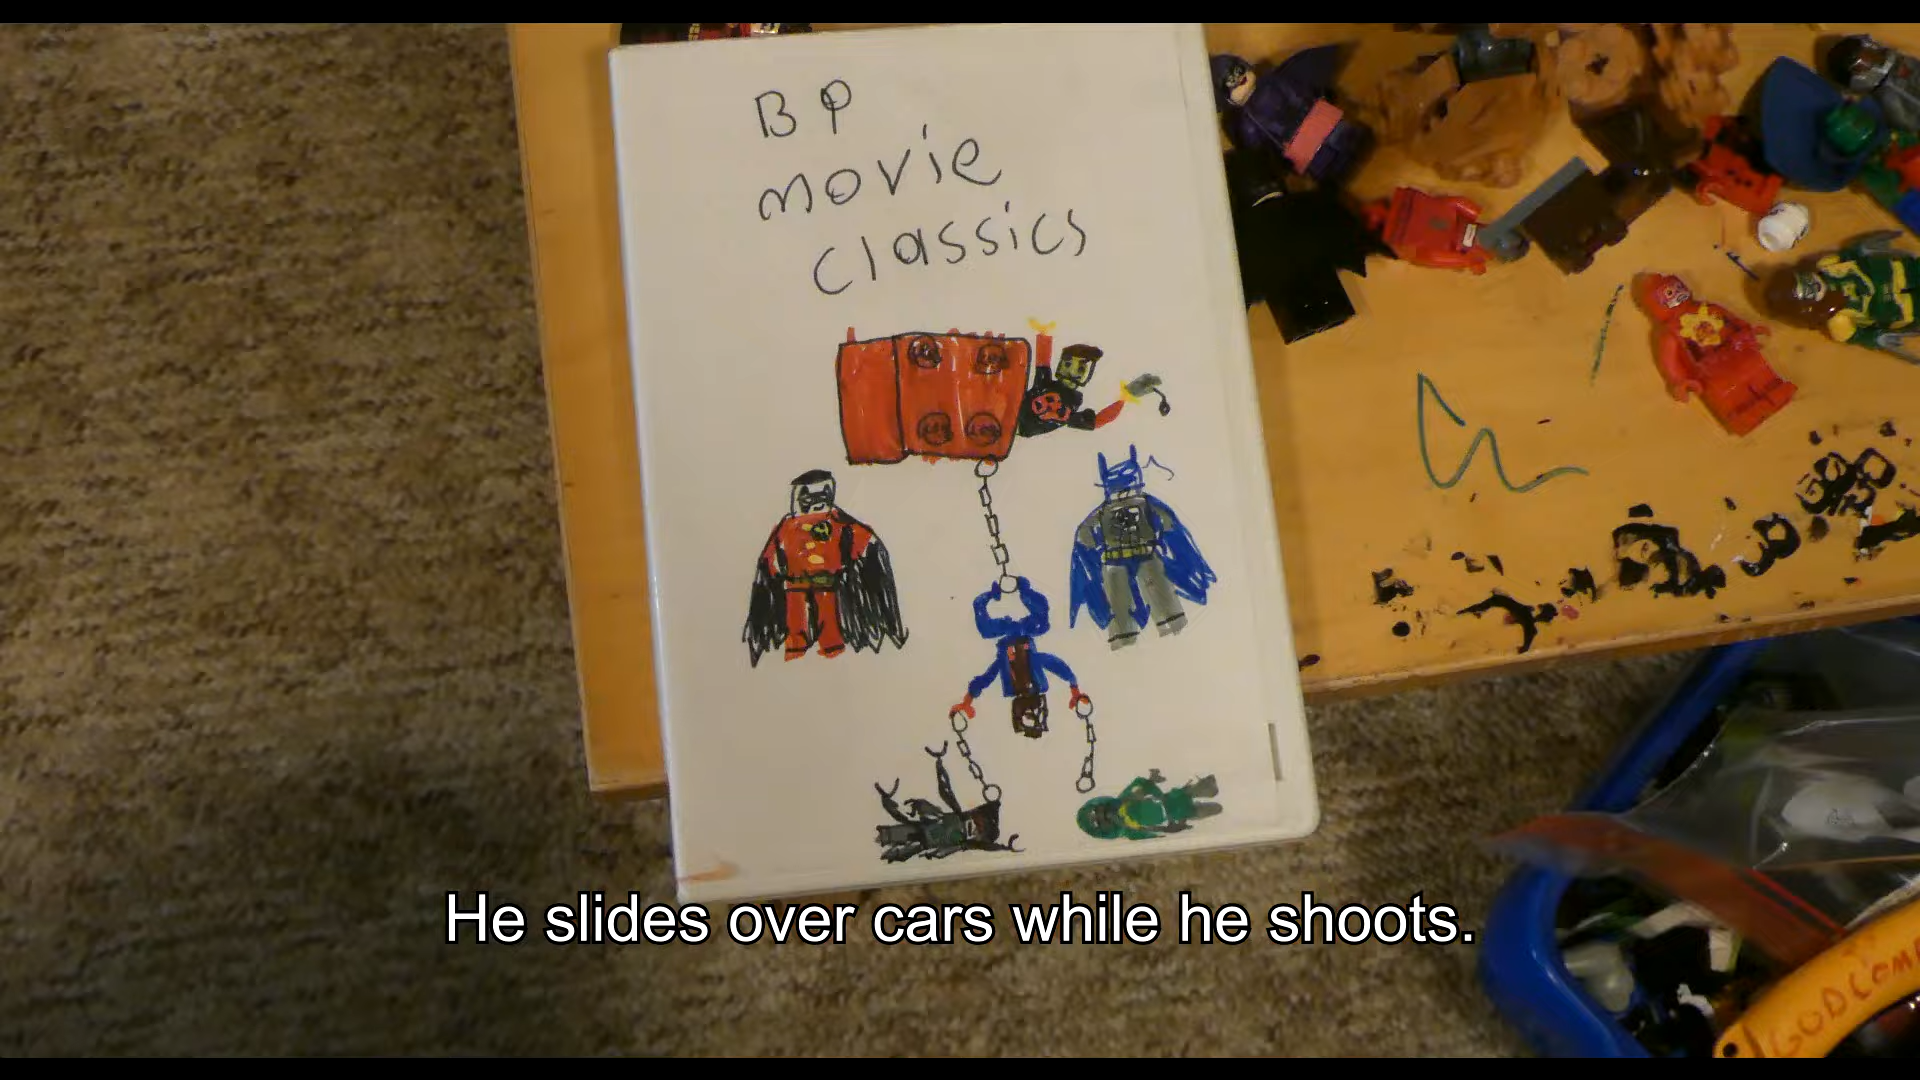 BP
movie
classics
He slides over cars while he shoots.